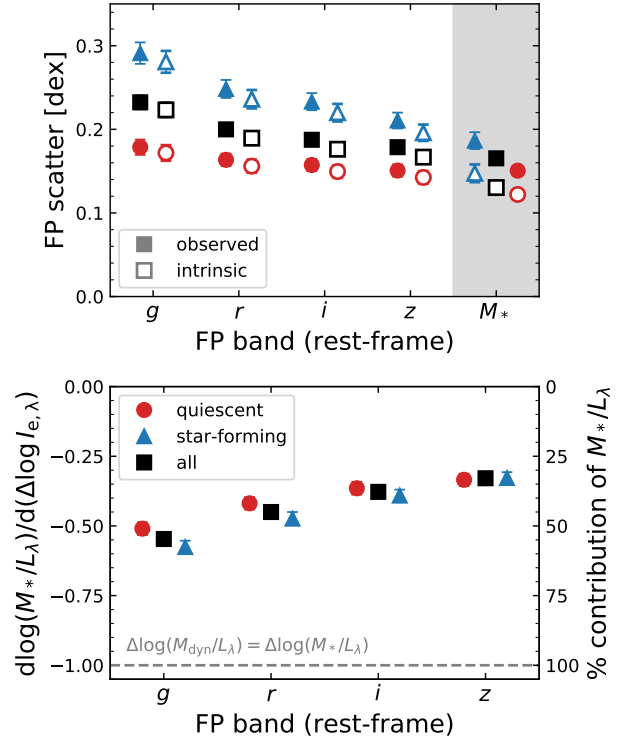 FP scatter [dex]
0.3
0.2
0.1
0.0
observed
intrinsic
g r i z M*
FP band (rest-frame)
dlog(M*/Lλ)/d(Δlog Ie, λ)
0.00
−0.25
−0.50
−0.75
−1.00
quiescent
star-forming
all
Δlog(Mdyn/Lλ) = Δlog(M*/Lλ)
0
25
50
75
100
% contribution of M*/Lλ
g r i z
FP band (rest-frame)